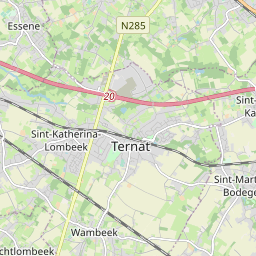 Essene
N285
20
Sint-
Ka
Sint-Katherina-
Lombeek
Ternat
Sint-Mart
Bodege
Wambeek
chtlombeek